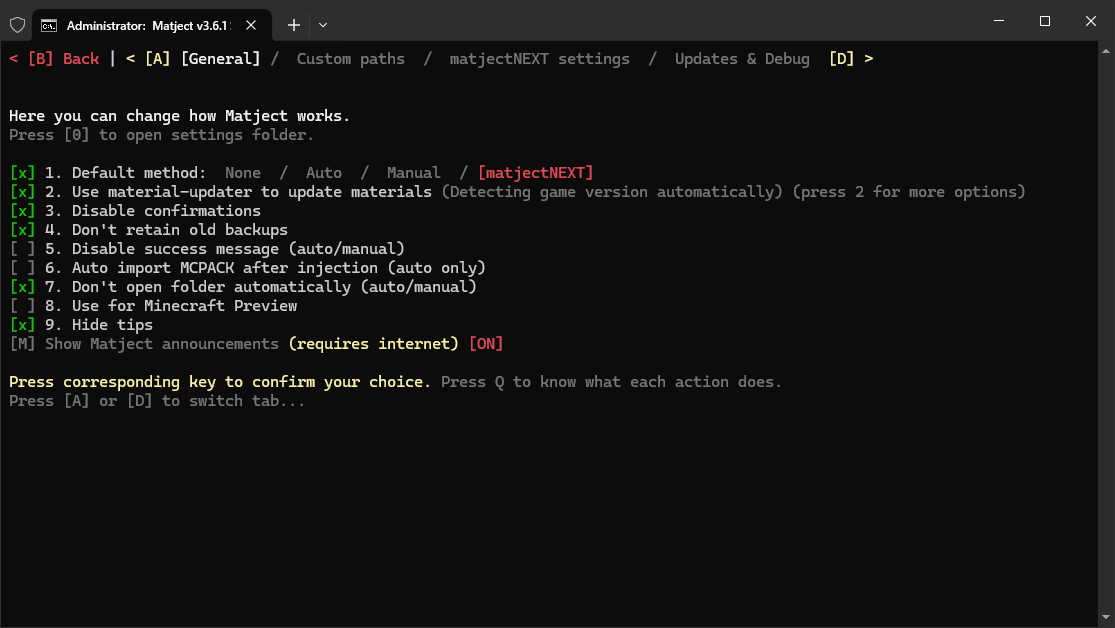 Administrator: Matject v3.6.1
< [B] Back | < [A] [General] / Custom paths / matjectNEXT settings / Updates & Debug [D] >
Here you can change how Matject works.
Press [0] to open settings folder.
[x] 1. Default method: None / Auto / Manual / [matjectNEXT]
[x] 2. Use material-updater to update materials (Detecting game version automatically) (press 2 for more options)
[x] 3. Disable confirmations
[x] 4. Don't retain old backups
[ ] 5. Disable success message (auto/manual)
[ ] 6. Auto import MCPACK after injection (auto only)
[x] 7. Don't open folder automatically (auto/manual)
[ ] 8. Use for Minecraft Preview
[x] 9. Hide tips
[M] Show Matject announcements (requires internet) [ON]
Press corresponding key to confirm your choice. Press Q to know what each action does.
Press [A] or [D] to switch tab...